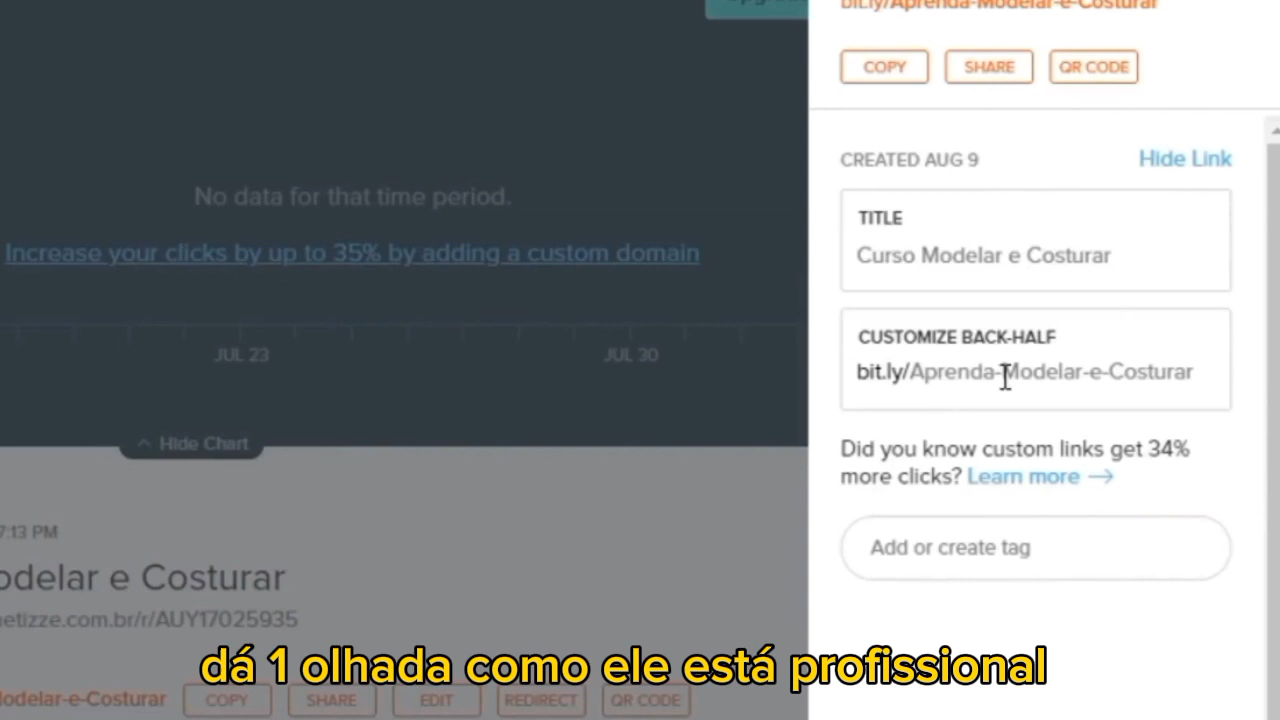 bit.ly/Aprenda-Modelar-e-Costurar
COPY SHARE QR CODE
CREATED AUG 9
Hide Link
TITLE
Curso Modelar e Costurar
CUSTOMIZE BACK-HALF
bit.ly/Aprenda-Modelar-e-Costurar
Did you know custom links get 34%
more clicks? Learn more →
Add or create tag
No data for that time period.
Increase your clicks by up to 35% by adding a custom domain
JUL 23 JUL 30
Hide Chart
7:13 PM
odelar e Costurar
etizze.com.br/r/AUY17025935
dá 1 olhada como ele está profissional
Modelar-e-Costurar COPY SHARE EDIT REDIRECT QR CODE